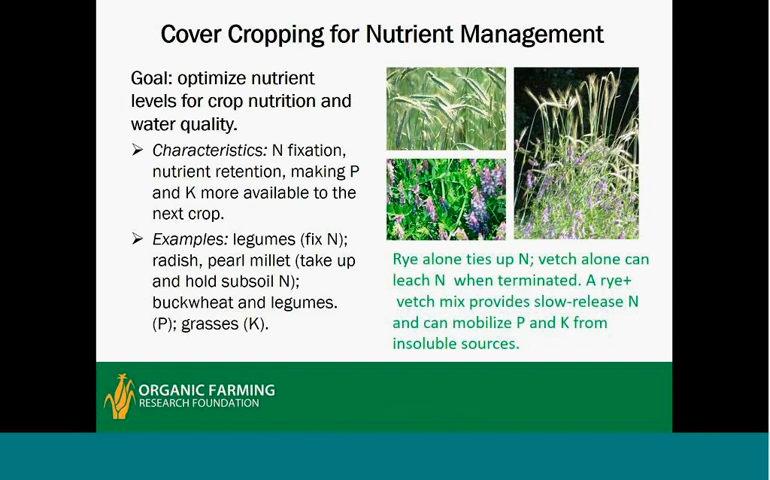 Cover Cropping for Nutrient Management
Goal: optimize nutrient
levels for crop nutrition and
water quality.
➢ Characteristics: N fixation,
nutrient retention, making P
and K more available to the
next crop.
➢ Examples: legumes (fix N);
radish, pearl millet (take up
and hold subsoil N);
buckwheat and legumes.
(P); grasses (K).
Rye alone ties up N; vetch alone can
leach N when terminated. A rye+
vetch mix provides slow-release N
and can mobilize P and K from
insoluble sources.
ORGANIC FARMING
RESEARCH FOUNDATION